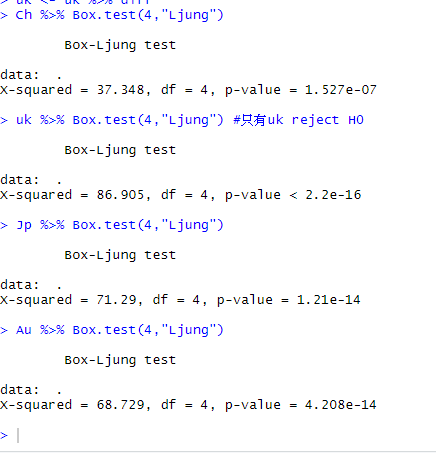 > uk <- uk %>% diff
> Ch %>% Box.test(4,"Ljung")
Box-Ljung test
data:  .
X-squared = 37.348, df = 4, p-value = 1.527e-07
> uk %>% Box.test(4,"Ljung") #只有uk reject H0
Box-Ljung test
data:  .
X-squared = 86.905, df = 4, p-value < 2.2e-16
> Jp %>% Box.test(4,"Ljung")
Box-Ljung test
data:  .
X-squared = 71.29, df = 4, p-value = 1.21e-14
> Au %>% Box.test(4,"Ljung")
Box-Ljung test
data:  .
X-squared = 68.729, df = 4, p-value = 4.208e-14
>